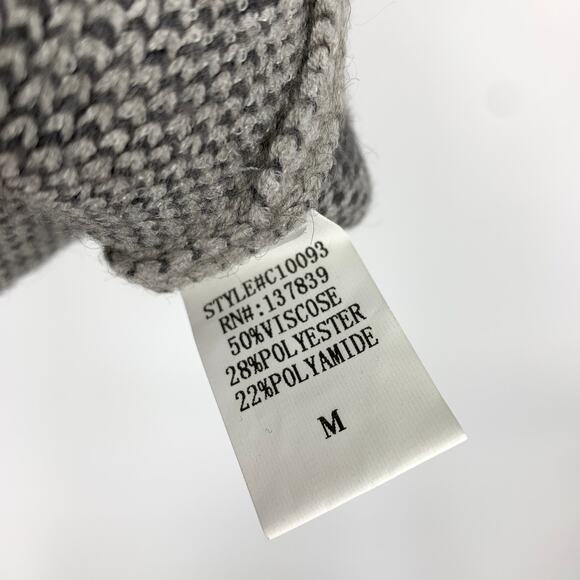 STYLE#C10093
RN#:137839
50%VISCOSE
28%POLYESTER
22%POLYAMIDE
M